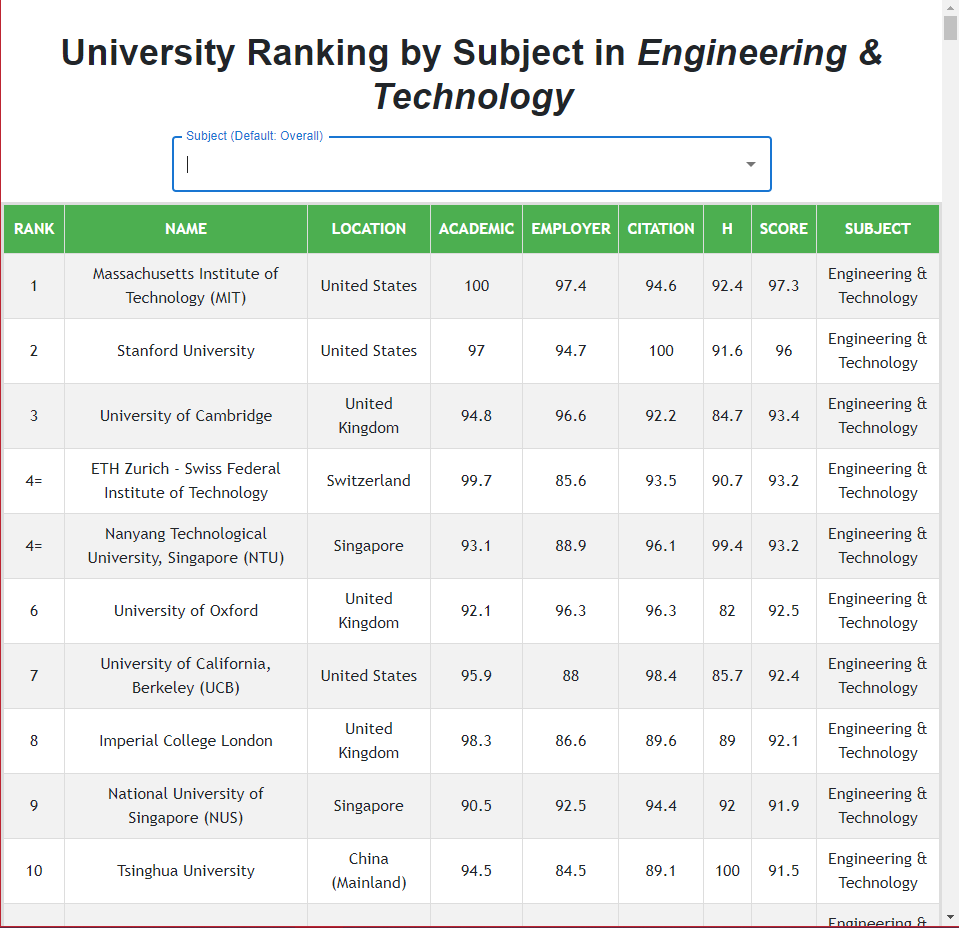 University Ranking by Subject in Engineering &
Technology
Subject (Default: Overall)
RANK NAME LOCATION ACADEMIC EMPLOYER CITATION H SCORE SUBJECT
1 Massachusetts Institute of Technology (MIT) United States 100 97.4 94.6 92.4 97.3 Engineering & Technology
2 Stanford University United States 97 94.7 100 91.6 96 Engineering & Technology
3 University of Cambridge United Kingdom 94.8 96.6 92.2 84.7 93.4 Engineering & Technology
4= ETH Zurich - Swiss Federal Institute of Technology Switzerland 99.7 85.6 93.5 90.7 93.2 Engineering & Technology
4= Nanyang Technological University, Singapore (NTU) Singapore 93.1 88.9 96.1 99.4 93.2 Engineering & Technology
6 University of Oxford United Kingdom 92.1 96.3 96.3 82 92.5 Engineering & Technology
7 University of California, Berkeley (UCB) United States 95.9 88 98.4 85.7 92.4 Engineering & Technology
8 Imperial College London United Kingdom 98.3 86.6 89.6 89 92.1 Engineering & Technology
9 National University of Singapore (NUS) Singapore 90.5 92.5 94.4 92 91.9 Engineering & Technology
10 Tsinghua University China (Mainland) 94.5 84.5 89.1 100 91.5 Engineering & Technology
Engineering &